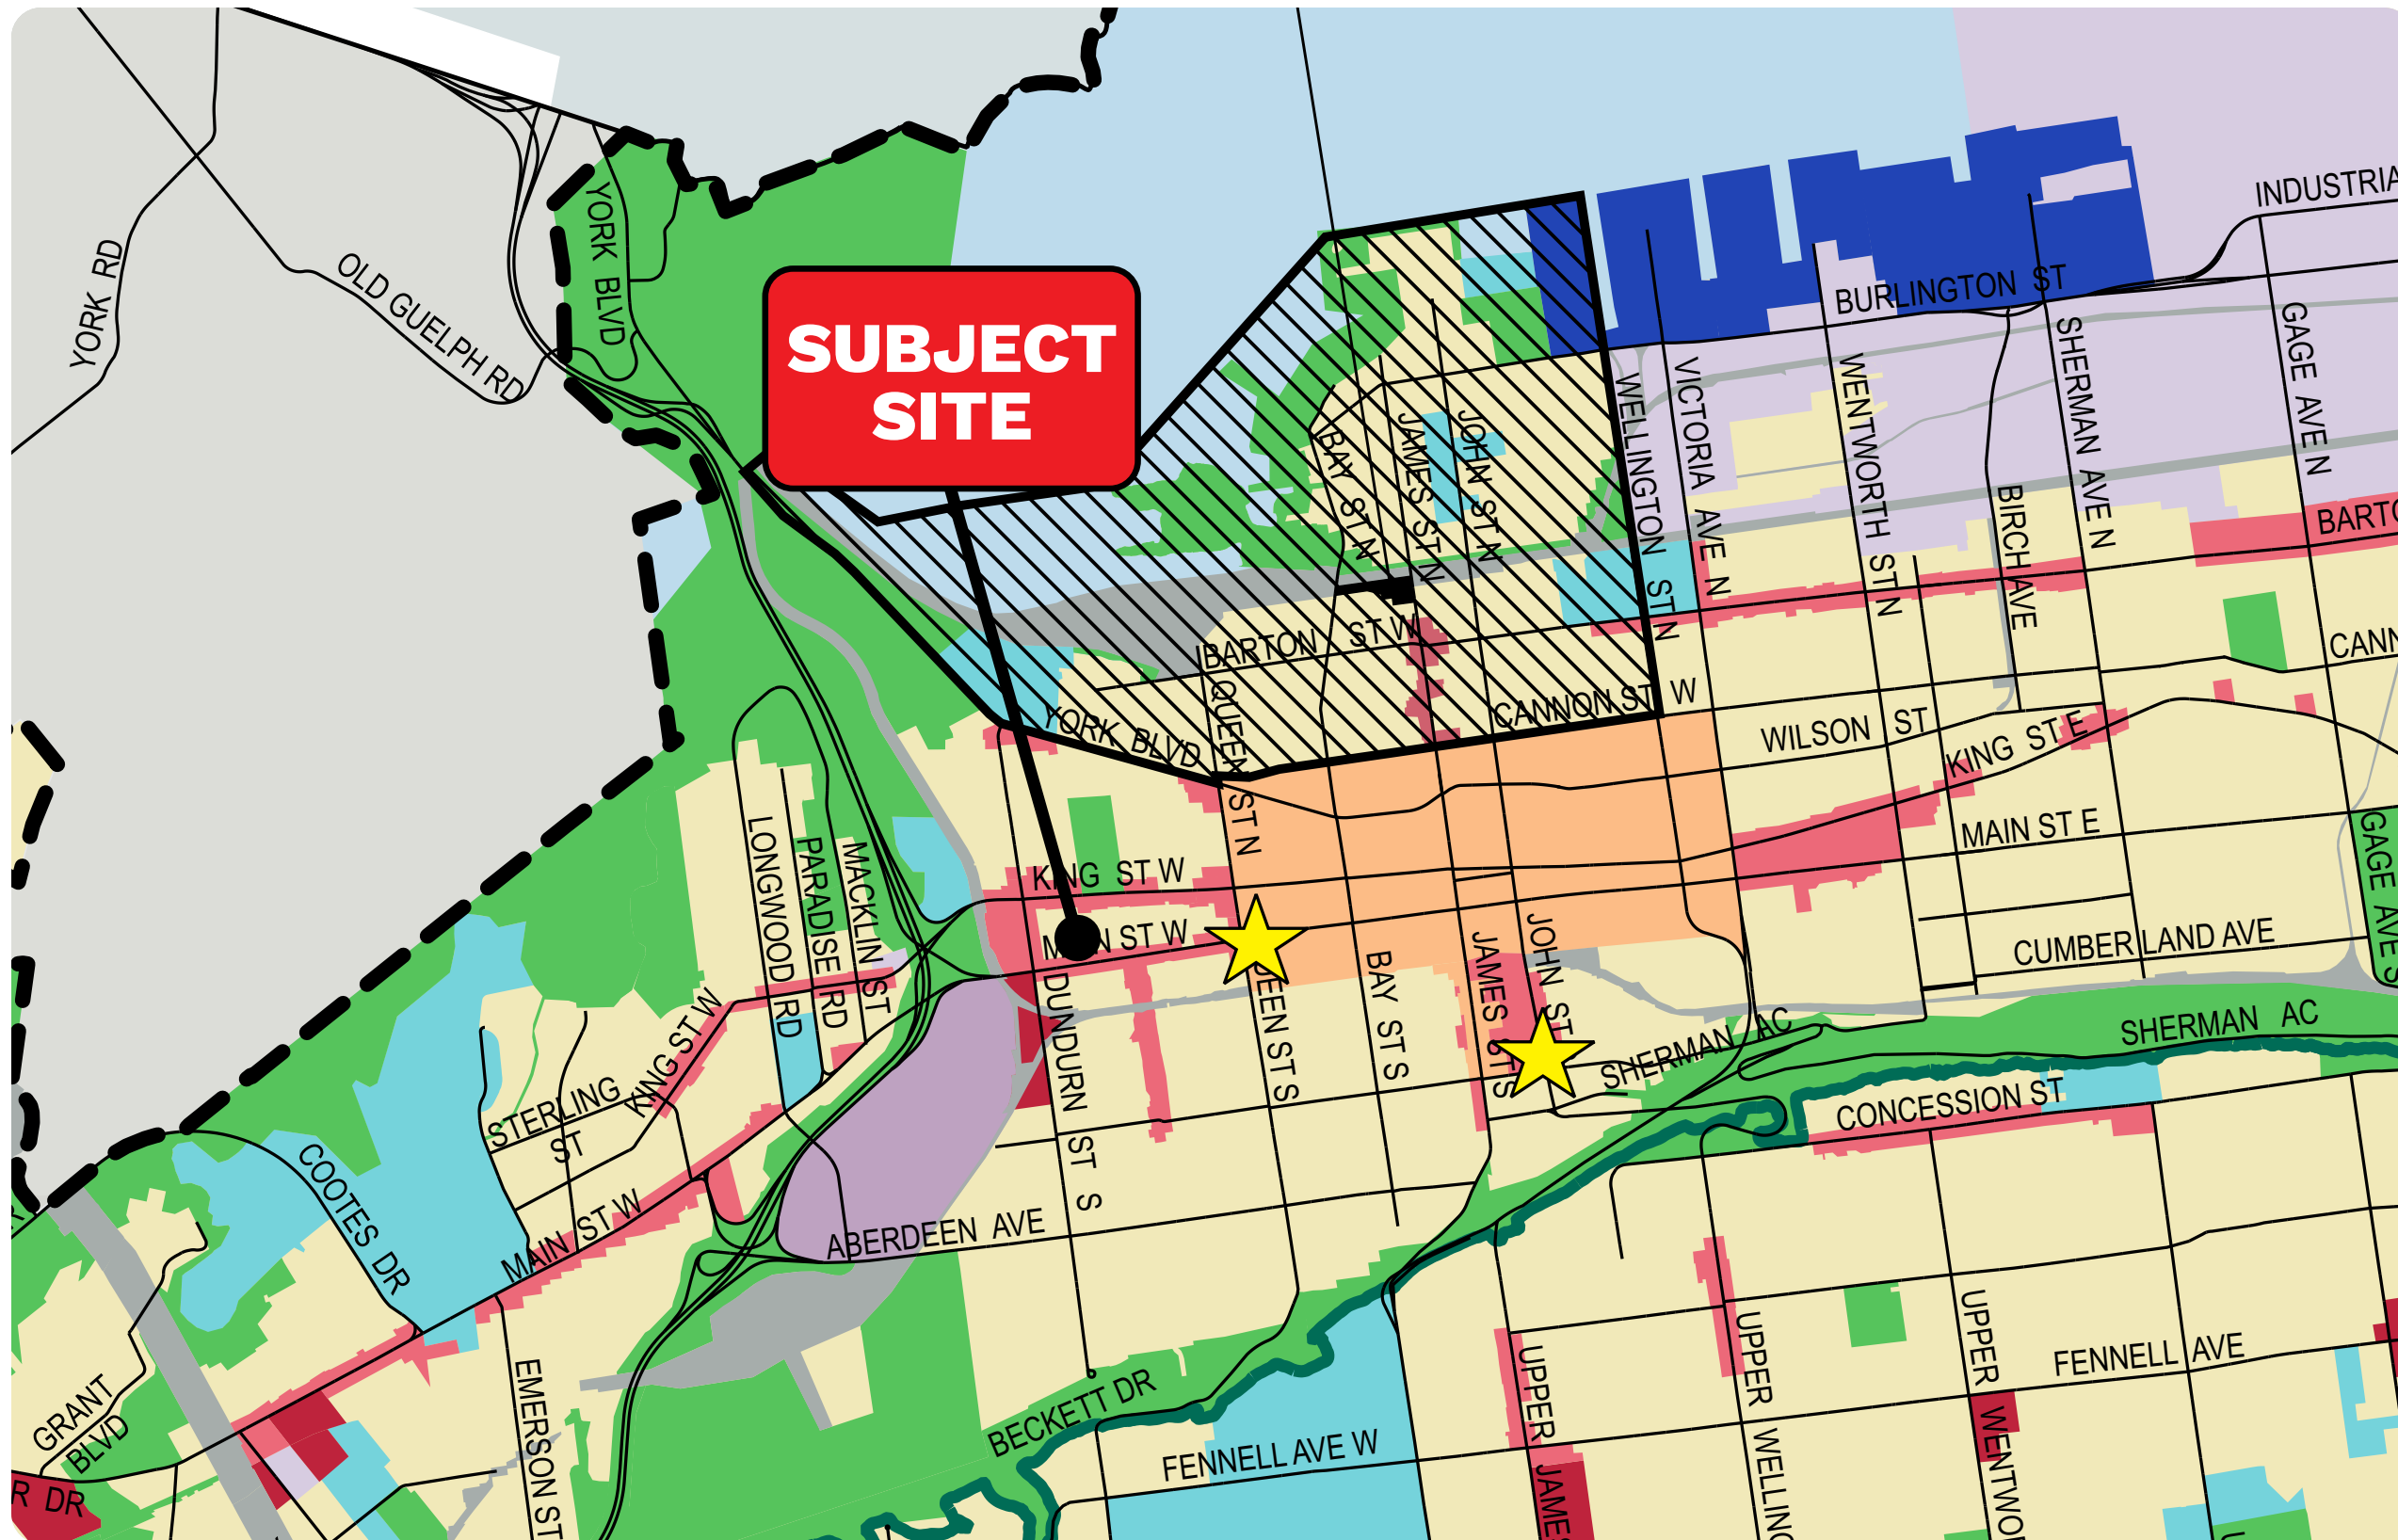 YORK RD
OLD GUELPH RD
YORK BLVD
SUBJECT
SITE
INDUSTRIA
BURLINGTON ST
GAGE AVE N
SHERMAN AVE N
WENTWORTH ST N
VICTORIA AVE N
WELLINGTON ST N
BIRCH AVE
JOHN ST N
JAMES ST N
BAY ST N
BARTON ST W
BARTO
CANN
CANNON ST W
QUEEN ST N
YORK BLVD
WILSON ST
KING ST E
MAIN ST E
GAGE AVE S
CUMBER LAND AVE
KING ST W
MAIN ST W
LONGWOOD RD
PARADISE RD
MACKLIN ST
DUNDURN ST S
BAY ST S
JAMES ST S
JOHN ST
SHERMAN AC
SHERMAN AC
CONCESSION ST
KING ST W
STERLING
ST
COOTES DR
MAIN ST W
ABERDEEN AVE
BECKETT DR
FENNELL AVE W
FENNELL AVE
UPPER
JAMES
UPPER
WELLING
UPPER
WENTWO
GRANT
BLVD
R DR
EMERSON ST